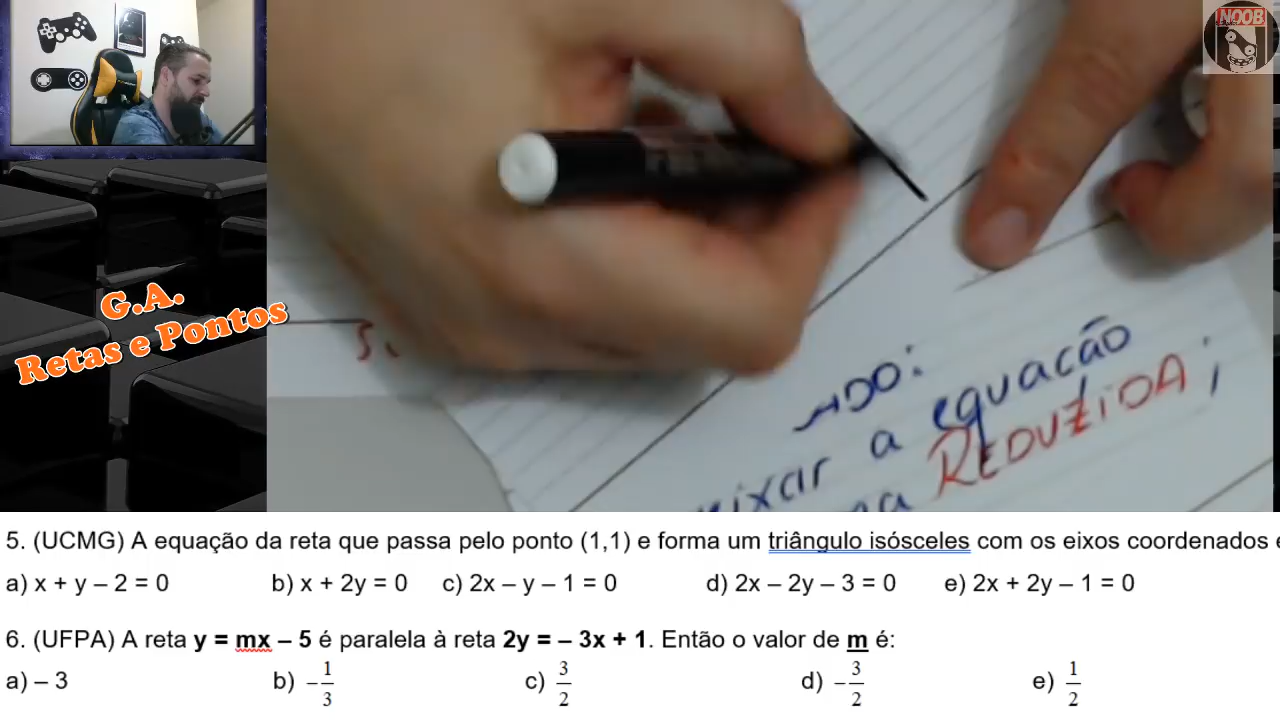 NOOB
G.A.
Retas e Pontos
a equação
REDUZIDA;
5. (UCMG) A equação da reta que passa pelo ponto (1,1) e forma um triângulo isósceles com os eixos coordenados
a) x + y – 2 = 0 b) x + 2y = 0 c) 2x – y – 1 = 0 d) 2x – 2y – 3 = 0 e) 2x + 2y – 1 = 0
6. (UFPA) A reta y = mx – 5 é paralela à reta 2y = – 3x + 1. Então o valor de m é:
a) – 3 b) –1/3 c) 3/2 d) –3/2 e) 1/2